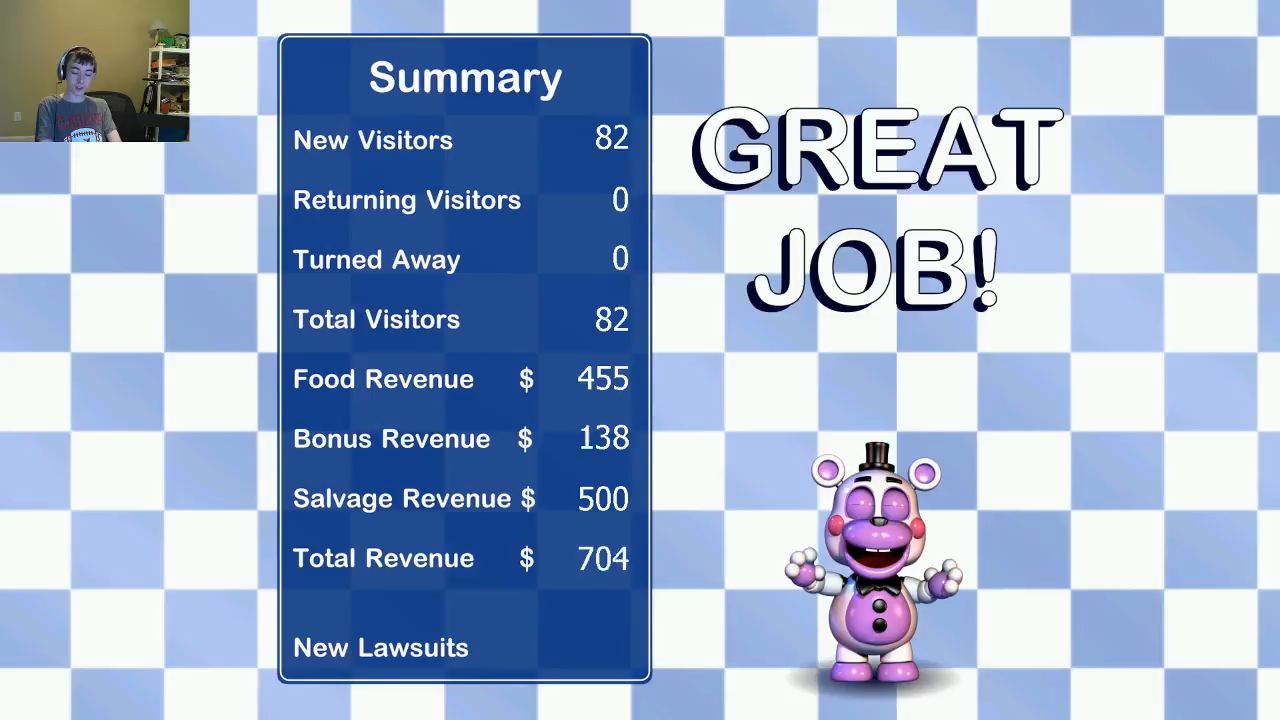 Summary
New Visitors 82
Returning Visitors 0
Turned Away 0
Total Visitors 82
Food Revenue $ 455
Bonus Revenue $ 138
Salvage Revenue $ 500
Total Revenue $ 704
New Lawsuits
GREAT
JOB!